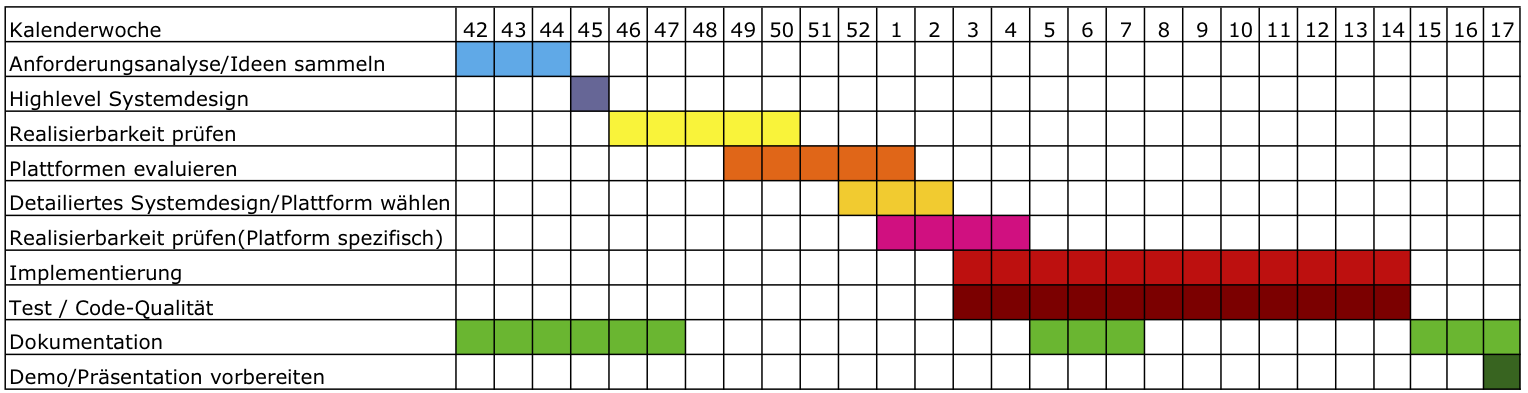 Kalenderwoche 42 43 44 45 46 47 48 49 50 51 52 1 2 3 4 5 6 7 8 9 10 11 12 13 14 15 16 17
Anforderungsanalyse/Ideen sammeln
Highlevel Systemdesign
Realisierbarkeit prüfen
Plattformen evaluieren
Detailiertes Systemdesign/Plattform wählen
Realisierbarkeit prüfen(Platform spezifisch)
Implementierung
Test / Code-Qualität
Dokumentation
Demo/Präsentation vorbereiten